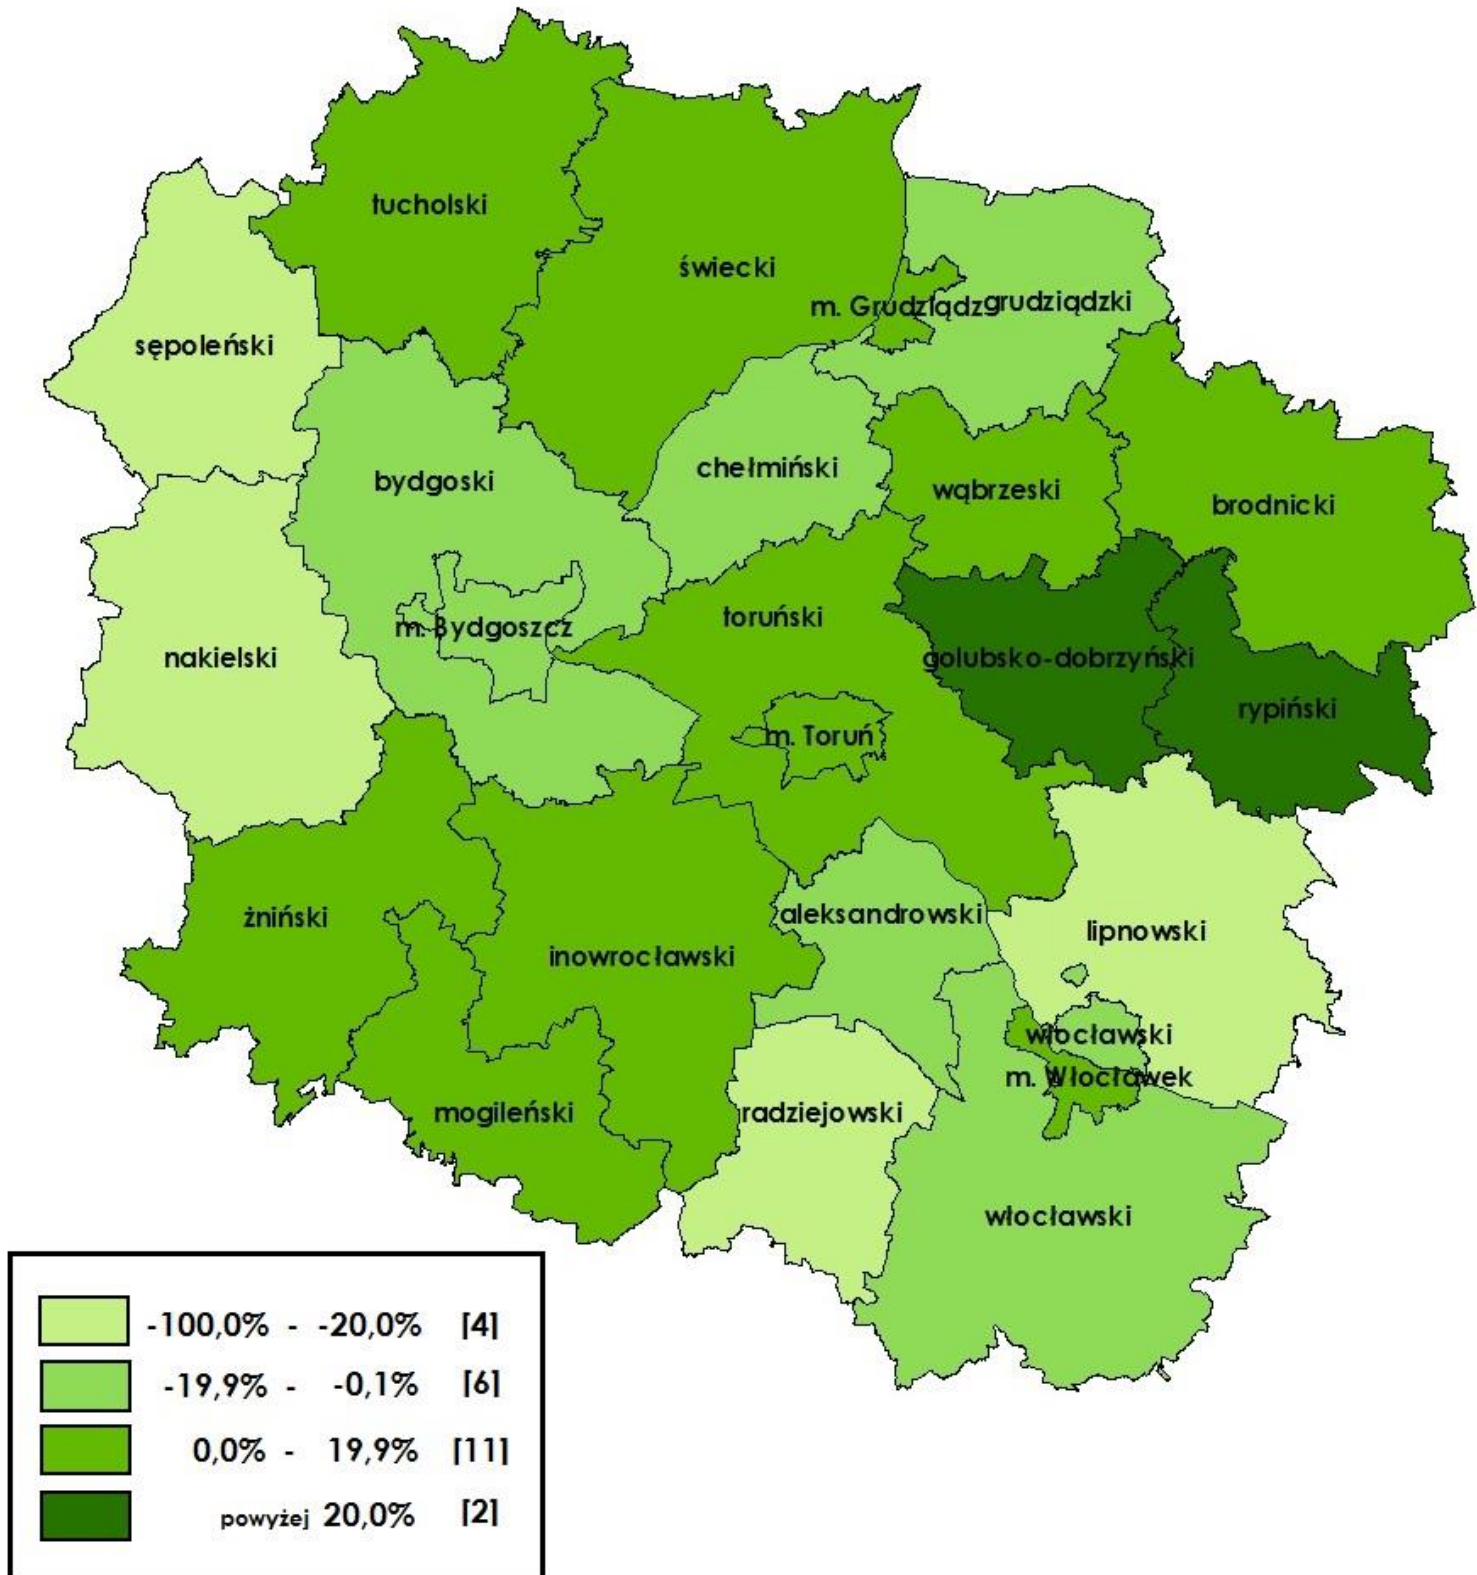 tucholski
świecki
m. Grudziądz
grudziądzki
sępoleński
chełmiński
bydgoski
wąbrzeski
brodnicki
toruński
m. Bydgoszcz
nakielski
golubsko-dobrzyński
rypiński
m. Toruń
aleksandrowski
żniński
lipnowski
inowrocławski
włocławski
m. Włocławek
mogileński
radziejowski
włocławski
-100,0% - -20,0% [4]
-19,9% - -0,1% [6]
0,0% - 19,9% [11]
powyżej 20,0% [2]